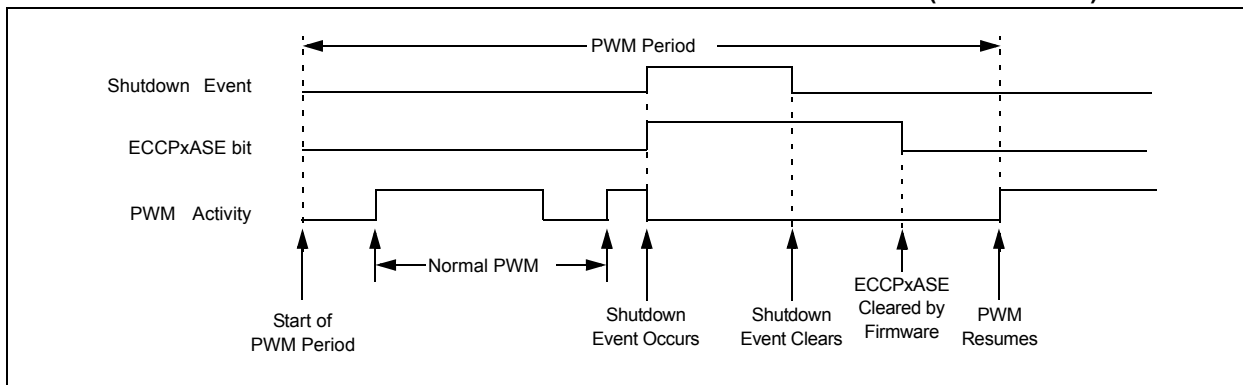 PWM Period
Shutdown Event
ECCPxASE bit
PWM Activity
Normal PWM
Start of
PWM Period
Shutdown
Event Occurs
Shutdown
Event Clears
ECCPxASE
Cleared by
Firmware
PWM
Resumes